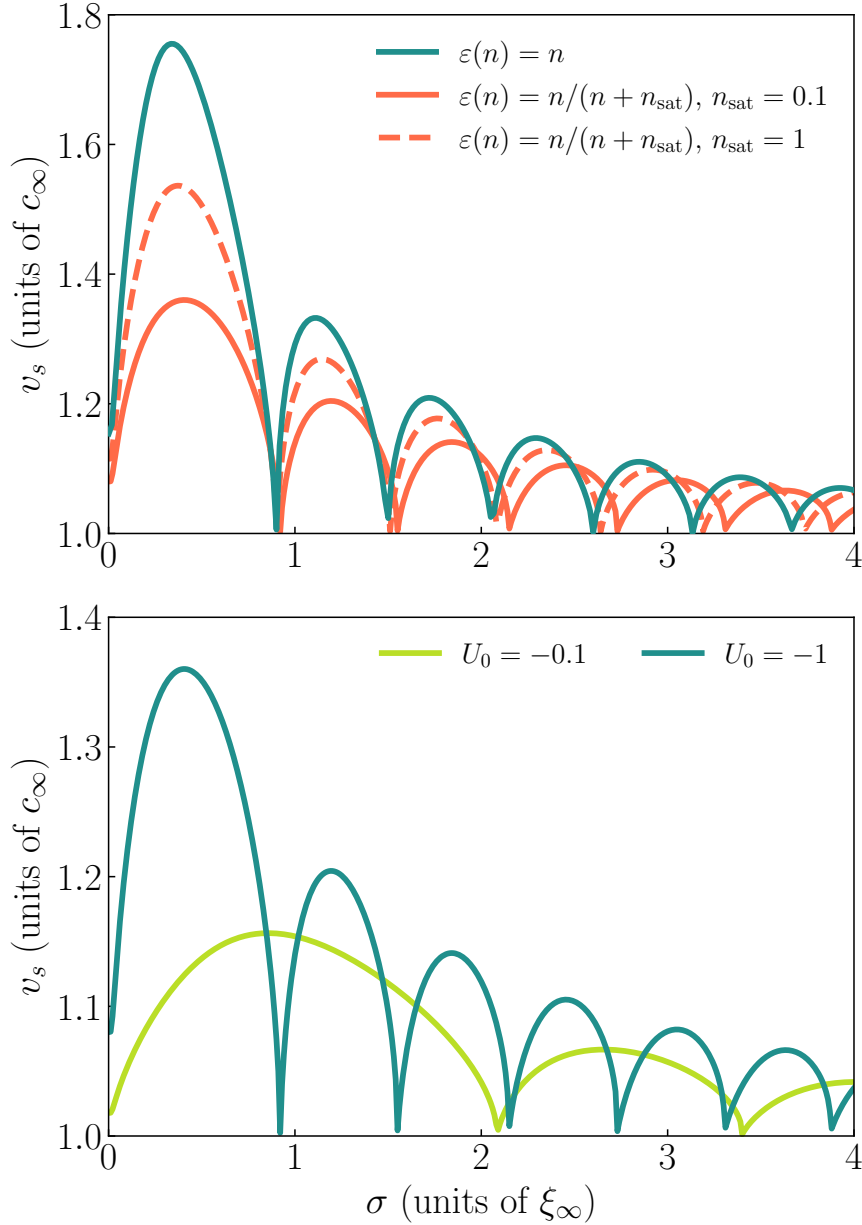 1.8
1.6
1.4
1.2
1.0
v_s (units of c_∞)
ε(n) = n
ε(n) = n/(n + n_sat), n_sat = 0.1
ε(n) = n/(n + n_sat), n_sat = 1
0 1 2 3 4
1.4
1.3
1.2
1.1
1.0
v_s (units of c_∞)
U_0 = −0.1 U_0 = −1
0 1 2 3 4
σ (units of ξ_∞)